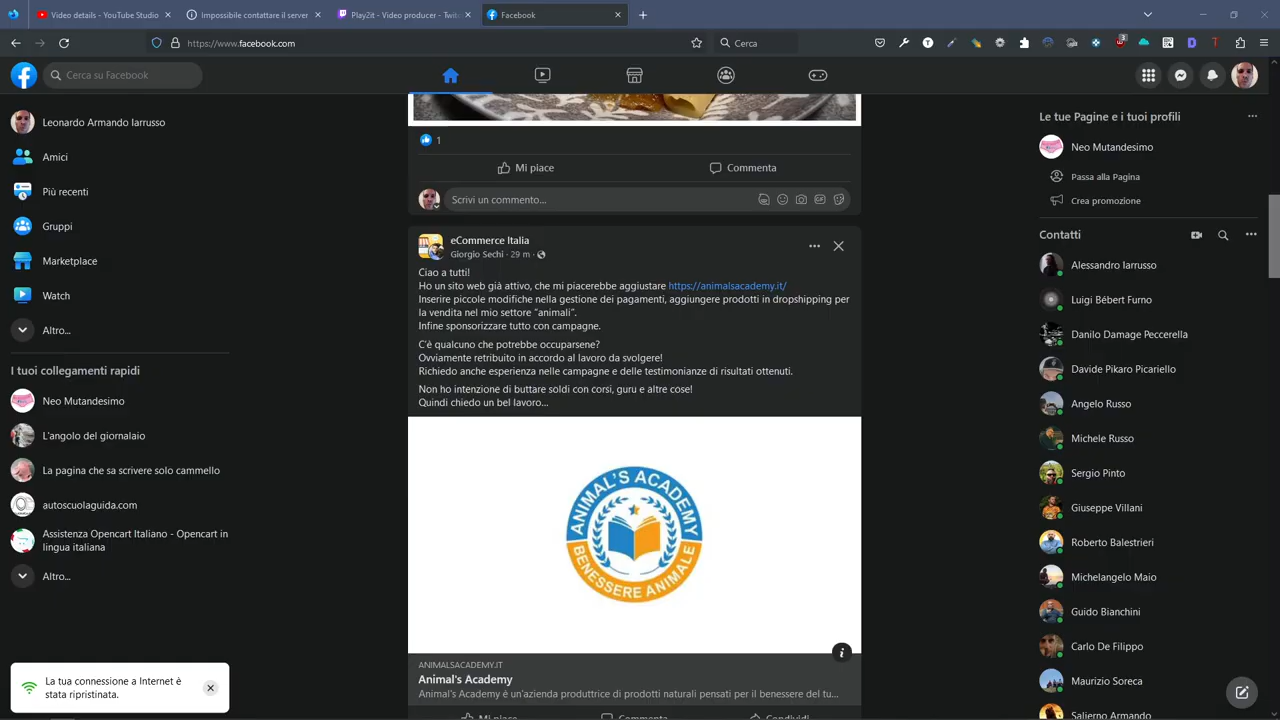 Video details - YouTube Studio
Impossibile contattare il server
Play2it - Video producer - Twitc
Facebook
https://www.facebook.com
Cerca
3
Cerca su Facebook
Leonardo Armando Iarrusso
Amici
Più recenti
Gruppi
Marketplace
Watch
Altro...
I tuoi collegamenti rapidi
Neo Mutandesimo
L'angolo del giornalaio
La pagina che sa scrivere solo cammello
autoscuolaguida.com
Assistenza Opencart Italiano - Opencart in
lingua italiana
Altro...
La tua connessione a Internet è
stata ripristinata.
1
Mi piace
Commenta
Scrivi un commento...
eCommerce Italia
Giorgio Sechi · 29 m ·
Ciao a tutti!
Ho un sito web già attivo, che mi piacerebbe aggiustare https://animalsacademy.it/
Inserire piccole modifiche nella gestione dei pagamenti, aggiungere prodotti in dropshipping per
la vendita nel mio settore "animali".
Infine sponsorizzare tutto con campagne.
C'è qualcuno che potrebbe occuparsene?
Ovviamente retribuito in accordo al lavoro da svolgere!
Richiedo anche esperienza nelle campagne e delle testimonianze di risultati ottenuti.
Non ho intenzione di buttare soldi con corsi, guru e altre cose!
Quindi chiedo un bel lavoro...
ANIMAL'S ACADEMY
BENESSERE ANIMALE
ANIMALSACADEMY.IT
Animal's Academy
Animal's Academy è un'azienda produttrice di prodotti naturali pensati per il benessere del tu...
Mi piace
Commenta
Condividi
Le tue Pagine e i tuoi profili
Neo Mutandesimo
Passa alla Pagina
Crea promozione
Contatti
Alessandro Iarrusso
Luigi Bébert Furno
Danilo Damage Peccerella
Davide Pikaro Picariello
Angelo Russo
Michele Russo
Sergio Pinto
Giuseppe Villani
Roberto Balestrieri
Michelangelo Maio
Guido Bianchini
Carlo De Filippo
Maurizio Soreca
Salierno Armando